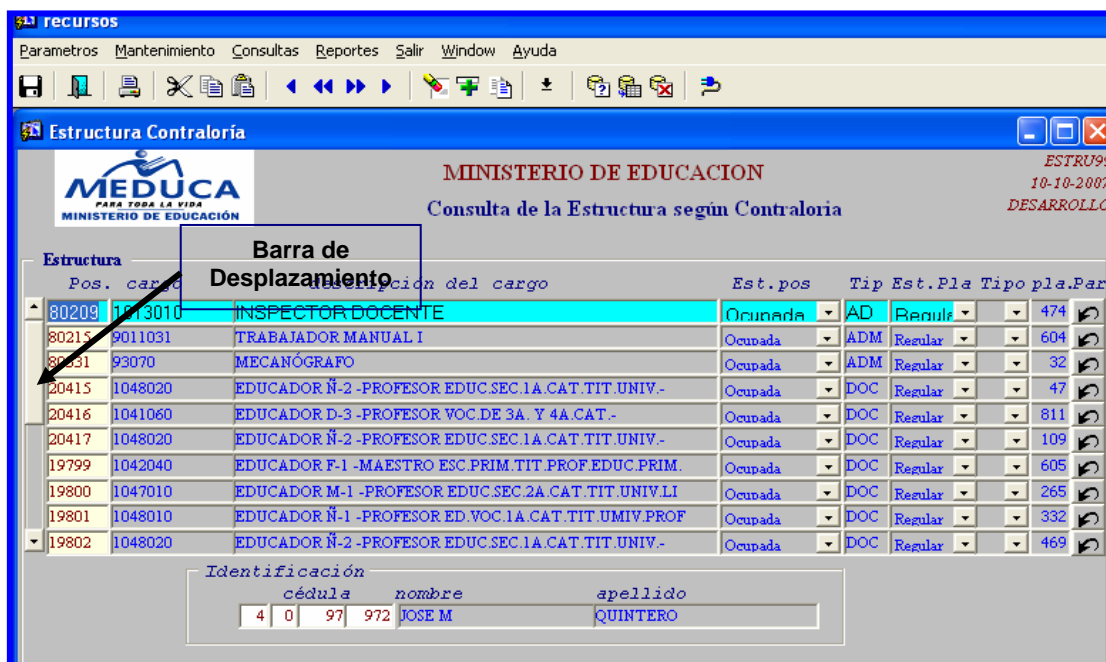 recursos
Parametros Mantenimiento Consultas Reportes Salir Window Ayuda
Estructura Contraloría
MEDUCA
PARA TODA LA VIDA
MINISTERIO DE EDUCACIÓN
MINISTERIO DE EDUCACION
Consulta de la Estructura según Contraloria
ESTRU99
10-10-2007
DESARROLLO
Barra de
Desplazamiento
Estructura
Pos. cargo descripción del cargo Est.pos Tip Est.Pla Tipo pla.Par
80209 1013010 INSPECTOR DOCENTE Ocupada AD Regula 474
80215 9011031 TRABAJADOR MANUAL I Ocupada ADM Regular 604
80331 93070 MECANÓGRAFO Ocupada ADM Regular 32
20415 1048020 EDUCADOR Ñ-2 -PROFESOR EDUC.SEC.1A.CAT.TIT.UNIV.- Ocupada DOC Regular 47
20416 1041060 EDUCADOR D-3 -PROFESOR VOC.DE 3A. Y 4A.CAT.- Ocupada DOC Regular 811
20417 1048020 EDUCADOR Ñ-2 -PROFESOR EDUC.SEC.1A.CAT.TIT.UNIV.- Ocupada DOC Regular 109
19799 1042040 EDUCADOR F-1 -MAESTRO ESC.PRIM.TIT.PROF.EDUC.PRIM. Ocupada DOC Regular 605
19800 1047010 EDUCADOR M-1 -PROFESOR EDUC.SEC.2A.CAT.TIT.UNIV.LI Ocupada DOC Regular 265
19801 1048010 EDUCADOR Ñ-1 -PROFESOR ED.VOC.1A.CAT.TIT.UMIV.PROF Ocupada DOC Regular 332
19802 1048020 EDUCADOR Ñ-2 -PROFESOR EDUC.SEC.1A.CAT.TIT.UNIV.- Ocupada DOC Regular 469
Identificación
cédula nombre apellido
4 0 97 972 JOSE M QUINTERO